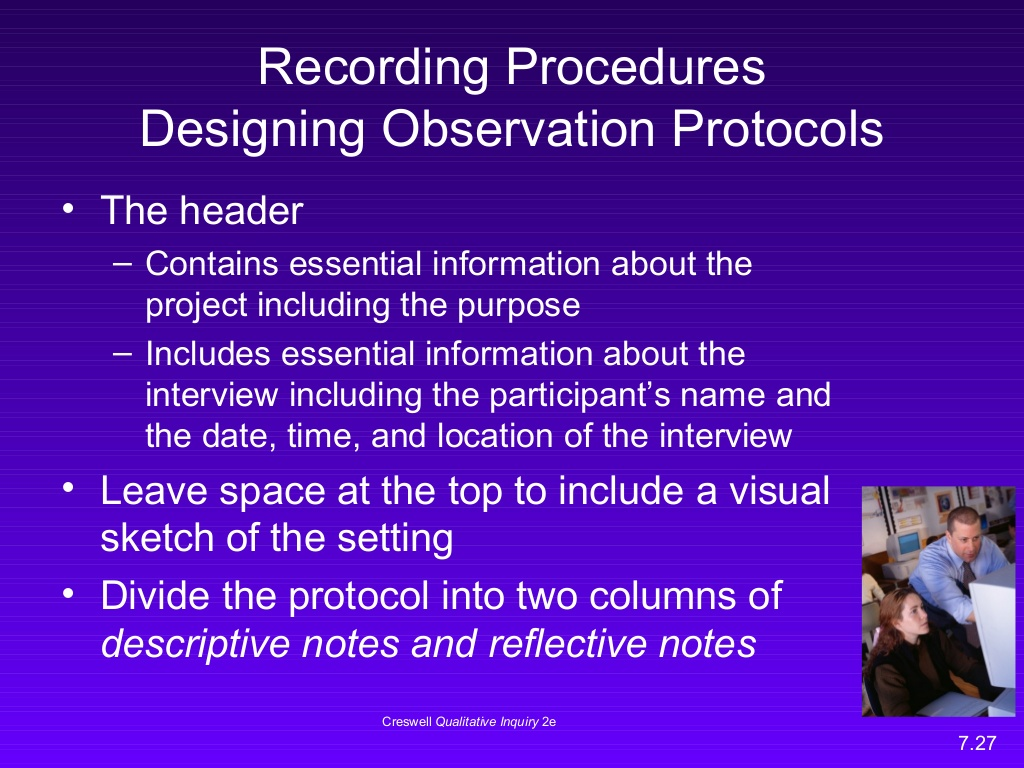 Recording Procedures
Designing Observation Protocols
• The header
– Contains essential information about the
project including the purpose
– Includes essential information about the
interview including the participant’s name and
the date, time, and location of the interview
• Leave space at the top to include a visual
sketch of the setting
• Divide the protocol into two columns of
descriptive notes and reflective notes
Creswell Qualitative Inquiry 2e
7.27